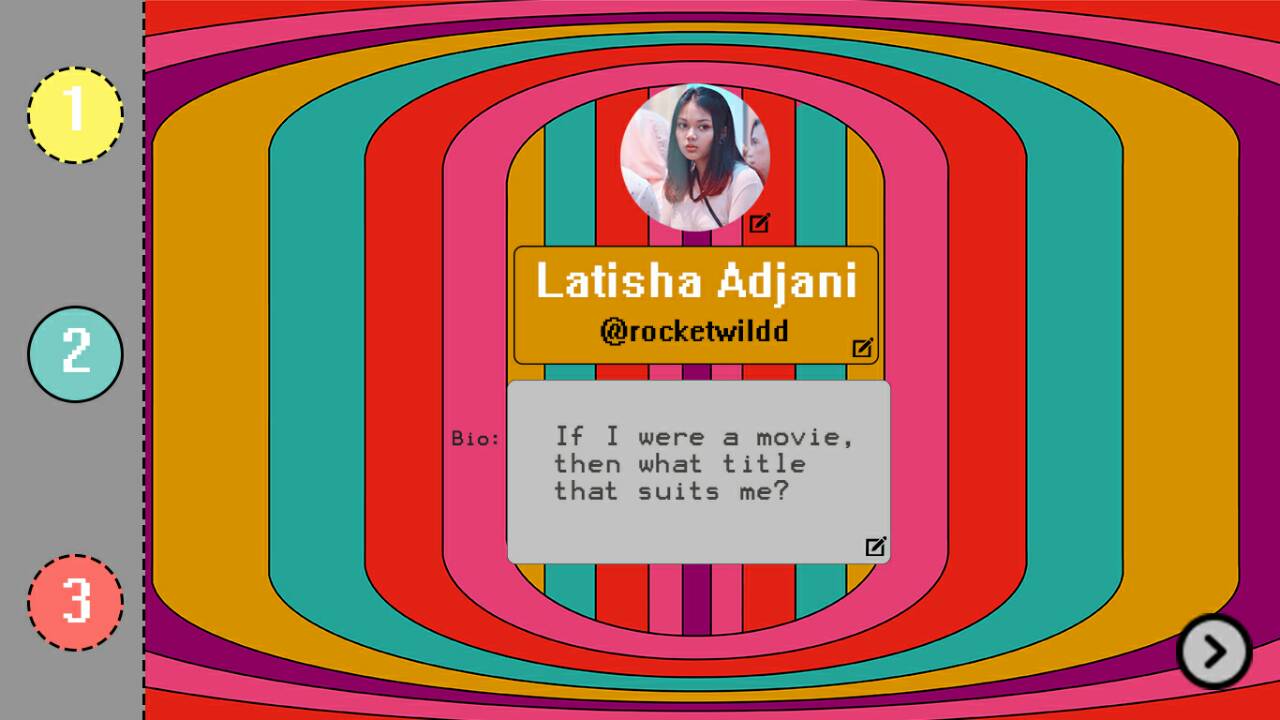 1
2
3
Latisha Adjani
@rocketwildd
Bio:
If I were a movie,
then what title
that suits me?